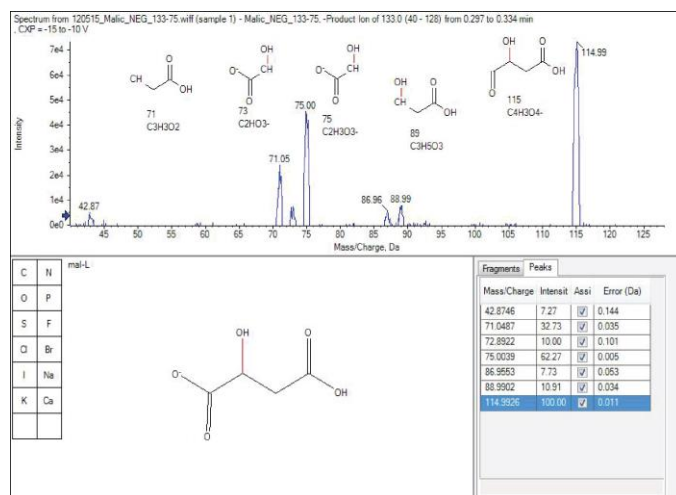 Spectrum from 120515_Malic_NEG_133-75.wiff (sample 1) - Malic_NEG_133-75. -Product Ion of 133.0 (40 - 128) from 0.297 to 0.334 min
, CXP = -15 to -10 V
7e4
6e4
5e4
4e4
3e4
2e4
1e4
0e0
Intensity
CH
O
OH
71
C3H3O2
O-
OH
CH
O
73
C2HO3-
O-
OH
CH
O
75
C2H3O3-
OH
CH
O
OH
89
C3H5O3
OH
O
O
OH
115
C4H3O4-
42.87
71.05
75.00
86.96
88.99
114.99
45 50 55 60 65 70 75 80 85 90 95 100 105 110 115 120 125
Mass/Charge, Da
C N
O P
S F
Cl Br
I Na
K Ca
mal-L
OH
O
O-
OH
O
Fragments Peaks
Mass/Charge Intensit Assi Error (Da)
42.8746 7.27 0.144
71.0487 32.73 0.035
72.8922 10.00 0.101
75.0039 62.27 0.005
86.9553 7.73 0.053
88.9902 10.91 0.034
114.9926 100.00 0.011